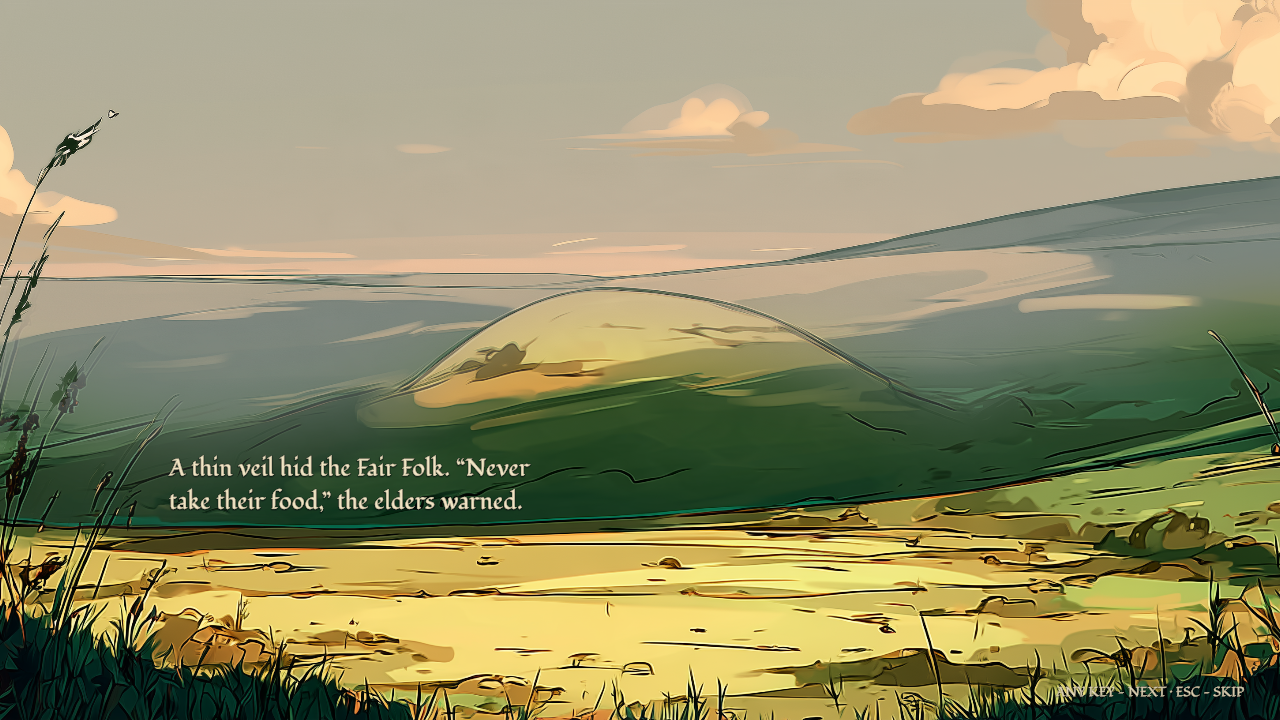 A thin veil hid the Fair Folk. “Never
take their food,” the elders warned.
ANY KEY - NEXT · ESC - SKIP